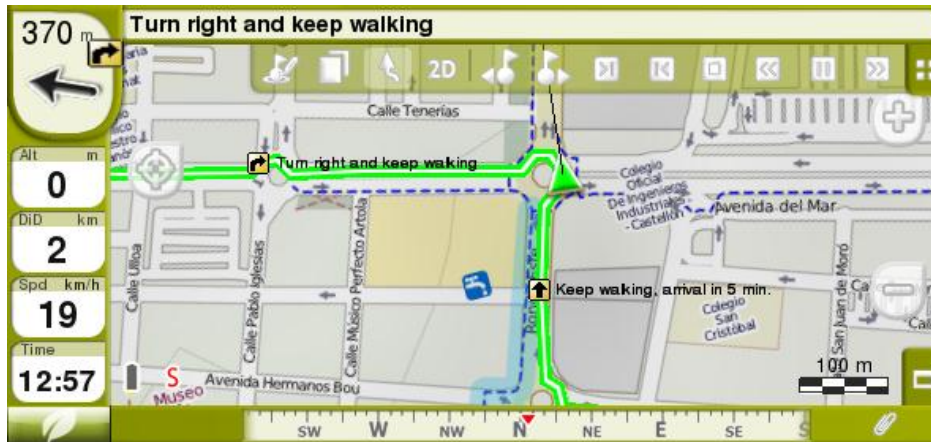 370 m
Turn right and keep walking
2D
Calle Tenerías
Alt m
0
DiD km
2
Spd km/h
19
Time
12:57
Turn right and keep walking
Colegio
Oficial
De Ingenieros
Industriales
- Castellón
Avenida del Mar
Calle Ulloa
Calle Pablo Iglesias
Calle Músico Perfecto Artola
Keep walking, arrival in 5 min.
Colegio
San
Cristóbal
San Juan de Moró
100 m
S
Museo
Avenida Hermanos Bou
SW W NW N NE E SE S